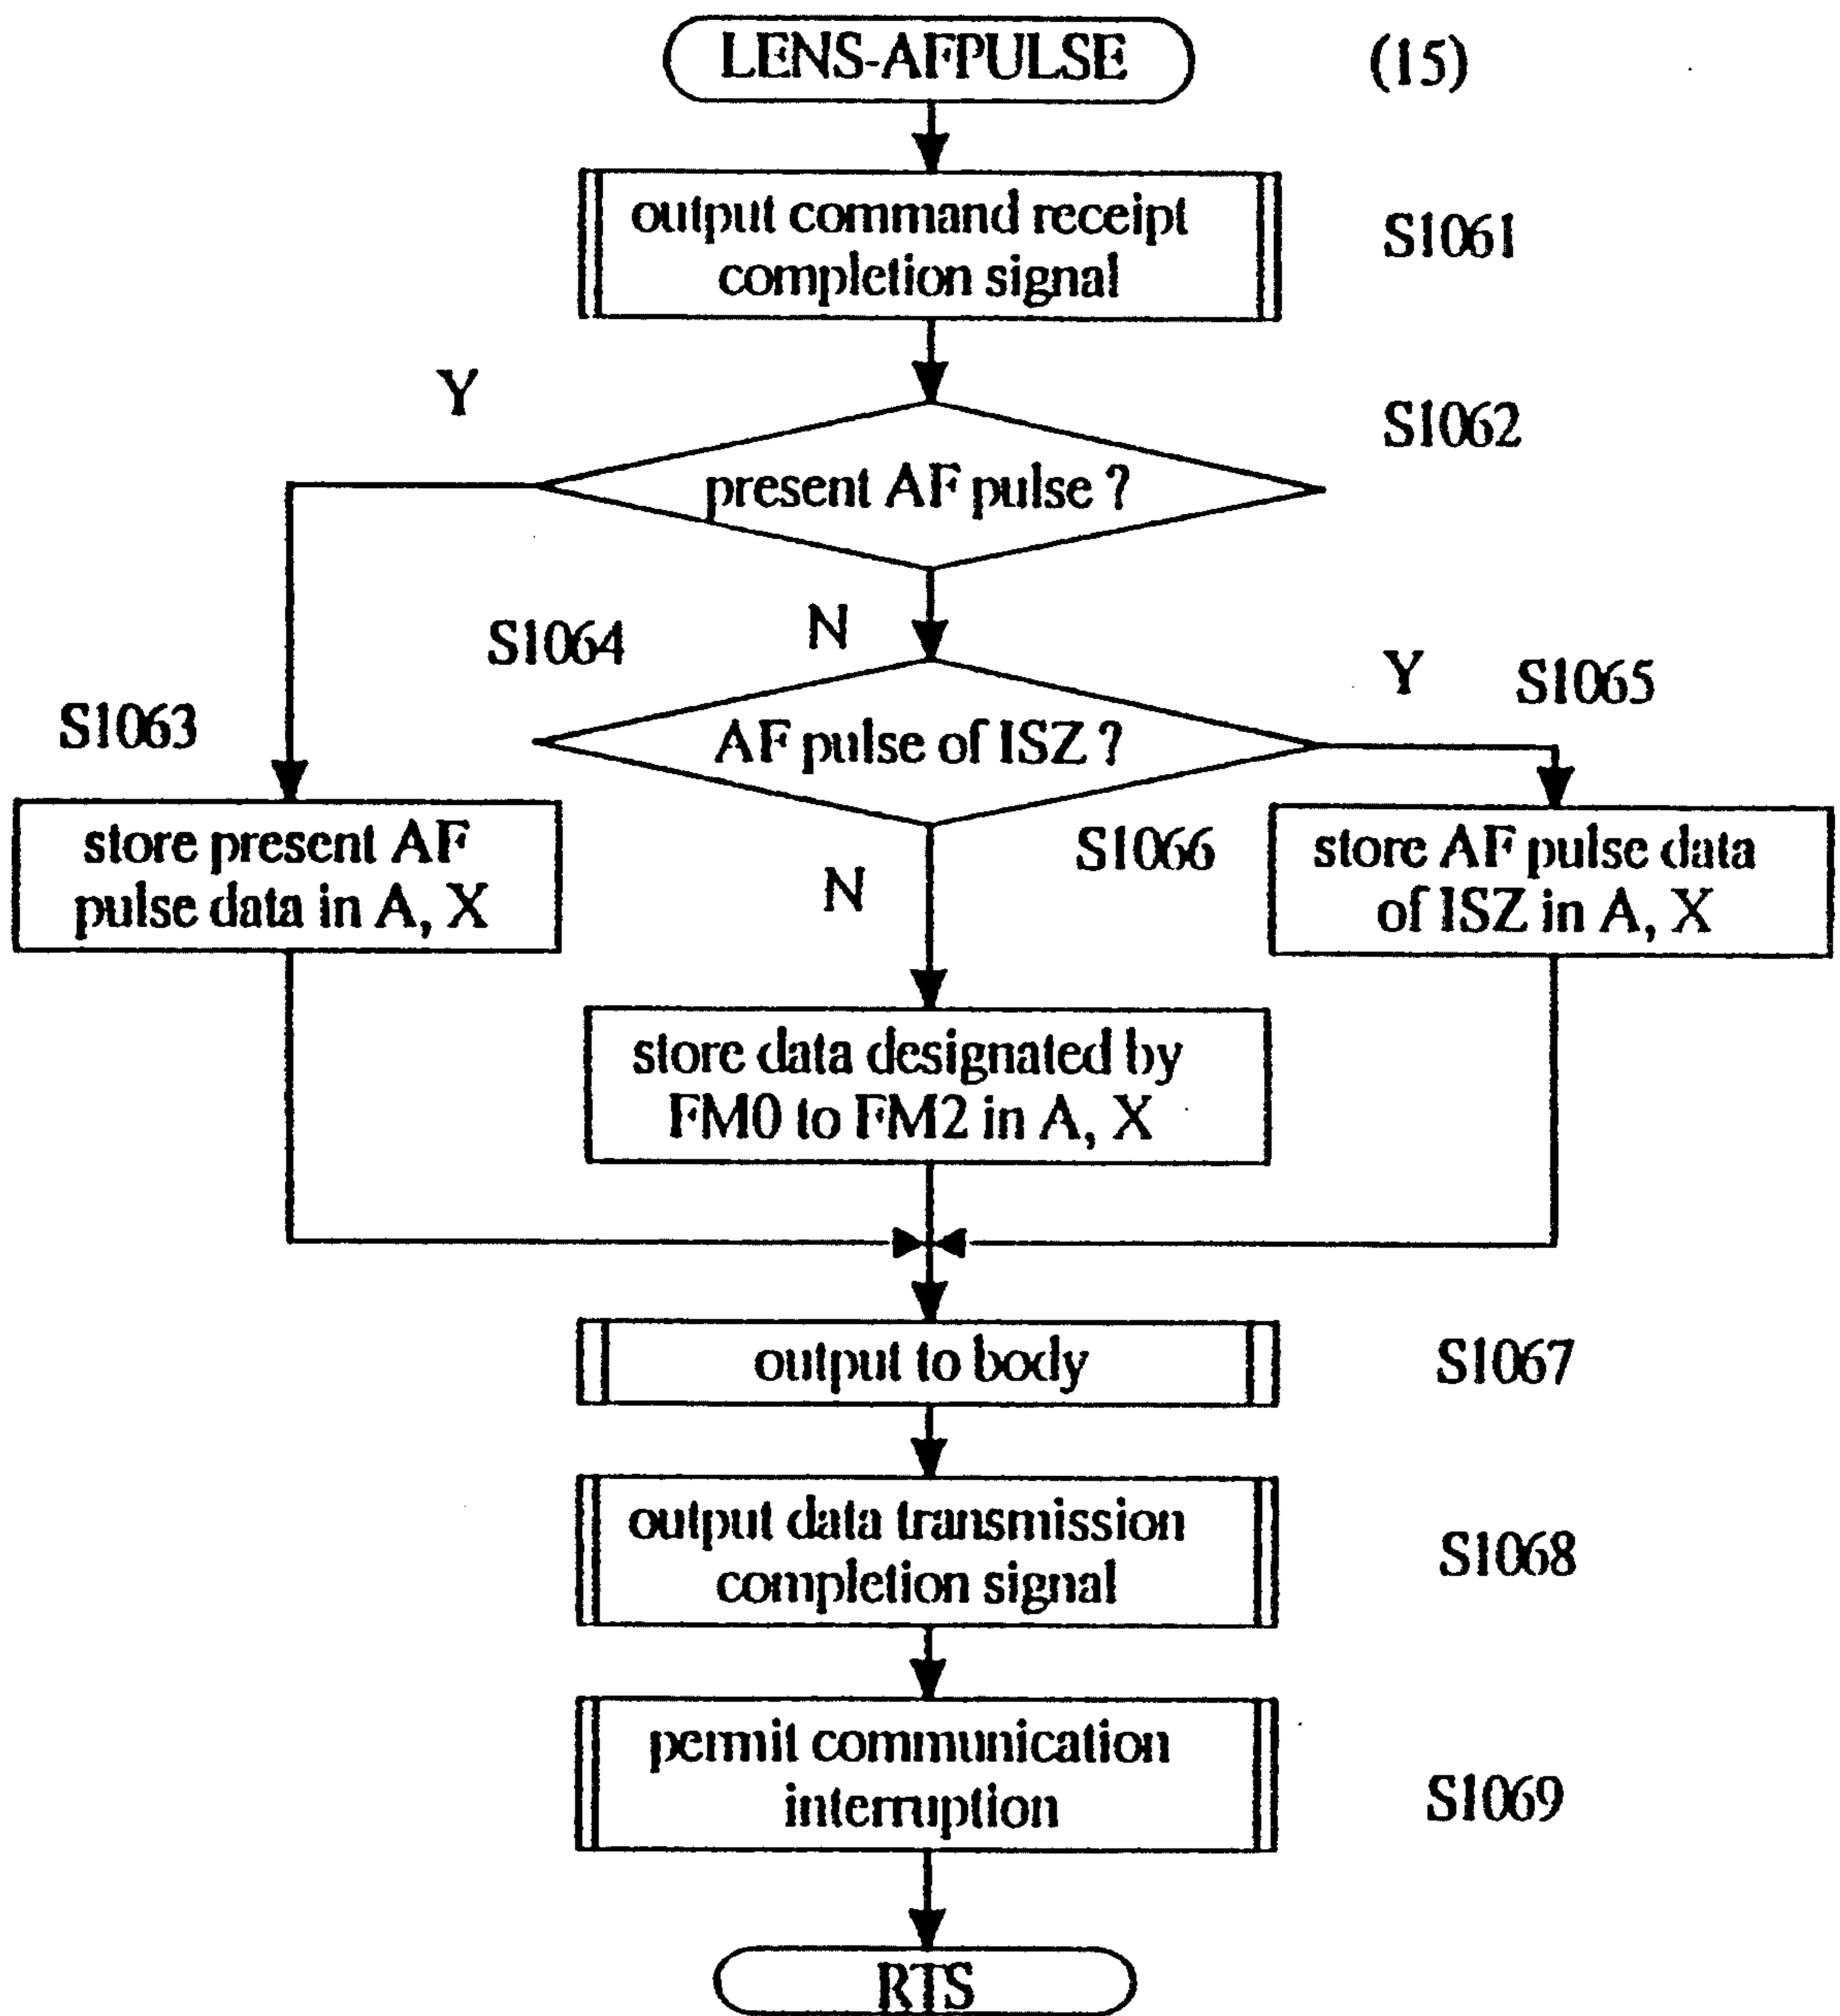 LENS-AFPULSE
(15)
output command receipt
completion signal
S1061
Y
S1062
present AF pulse ?
S1064
N
Y
S1065
S1063
AF pulse of ISZ ?
store present AF
pulse data in A, X
S1066
store AF pulse data
of ISZ in A, X
N
store data designated by
FM0 to FM2 in A, X
output to body
S1067
output data transmission
completion signal
S1068
permit communication
interruption
S1069
RTS